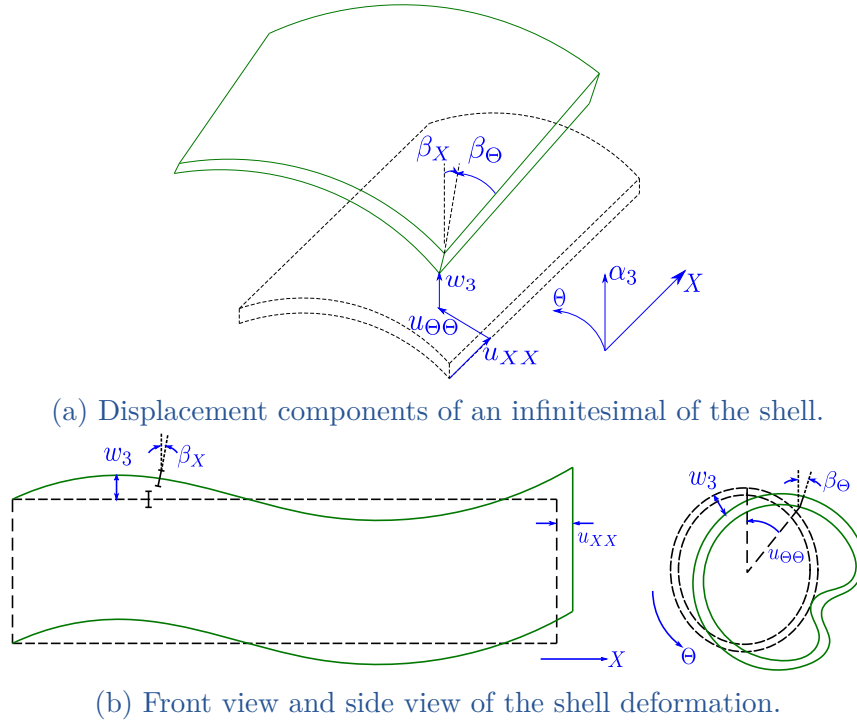 β_X β_Θ
w_3
α_3
X
Θ
u_ΘΘ
u_XX
(a) Displacement components of an infinitesimal of the shell.
w_3
β_X
u_XX
X
w_3
β_Θ
u_ΘΘ
Θ
(b) Front view and side view of the shell deformation.